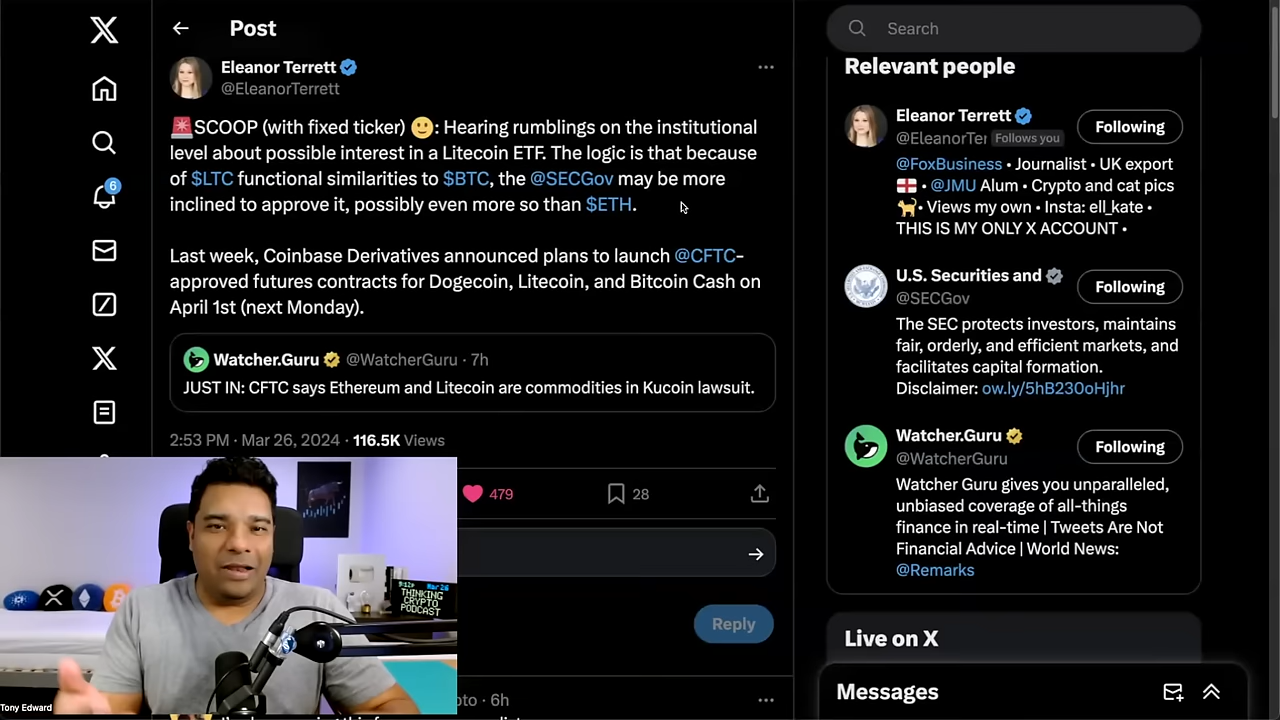 Post
Search
Eleanor Terrett
@EleanorTerrett
🚨SCOOP (with fixed ticker) 🙂: Hearing rumblings on the institutional
level about possible interest in a Litecoin ETF. The logic is that because
of $LTC functional similarities to $BTC, the @SECGov may be more
inclined to approve it, possibly even more so than $ETH.
Last week, Coinbase Derivatives announced plans to launch @CFTC-
approved futures contracts for Dogecoin, Litecoin, and Bitcoin Cash on
April 1st (next Monday).
Watcher.Guru @WatcherGuru · 7h
JUST IN: CFTC says Ethereum and Litecoin are commodities in Kucoin lawsuit.
2:53 PM · Mar 26, 2024 · 116.5K Views
479
28
Reply
6
Relevant people
Eleanor Terrett
@EleanorTer Follows you
Following
@FoxBusiness • Journalist • UK export
🏴󠁧󠁢󠁥󠁮󠁧󠁿 • @JMU Alum • Crypto and cat pics
🐈• Views my own • Insta: ell_kate •
THIS IS MY ONLY X ACCOUNT •
U.S. Securities and
@SECGov
Following
The SEC protects investors, maintains
fair, orderly, and efficient markets, and
facilitates capital formation.
Disclaimer: ow.ly/5hB230oHjhr
Watcher.Guru
@WatcherGuru
Following
Watcher Guru gives you unparalleled,
unbiased coverage of all-things
finance in real-time | Tweets Are Not
Financial Advice | World News:
@Remarks
Live on X
Messages
9:12 Mar 26
THINKING
CRYPTO
PODCAST
Tony Edward
· 6h